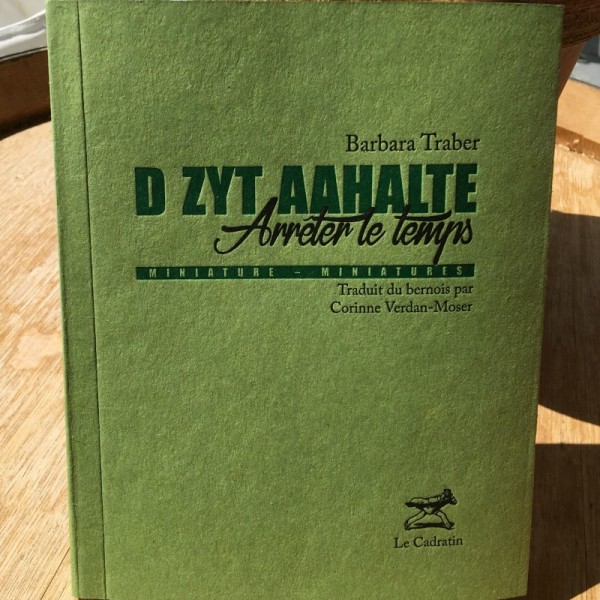 Barbara Traber
D ZYT AAHALTE
Arrêter le temps
MINIATURE – MINIATURES
Traduit du bernois par
Corinne Verdan-Moser
Le Cadratin